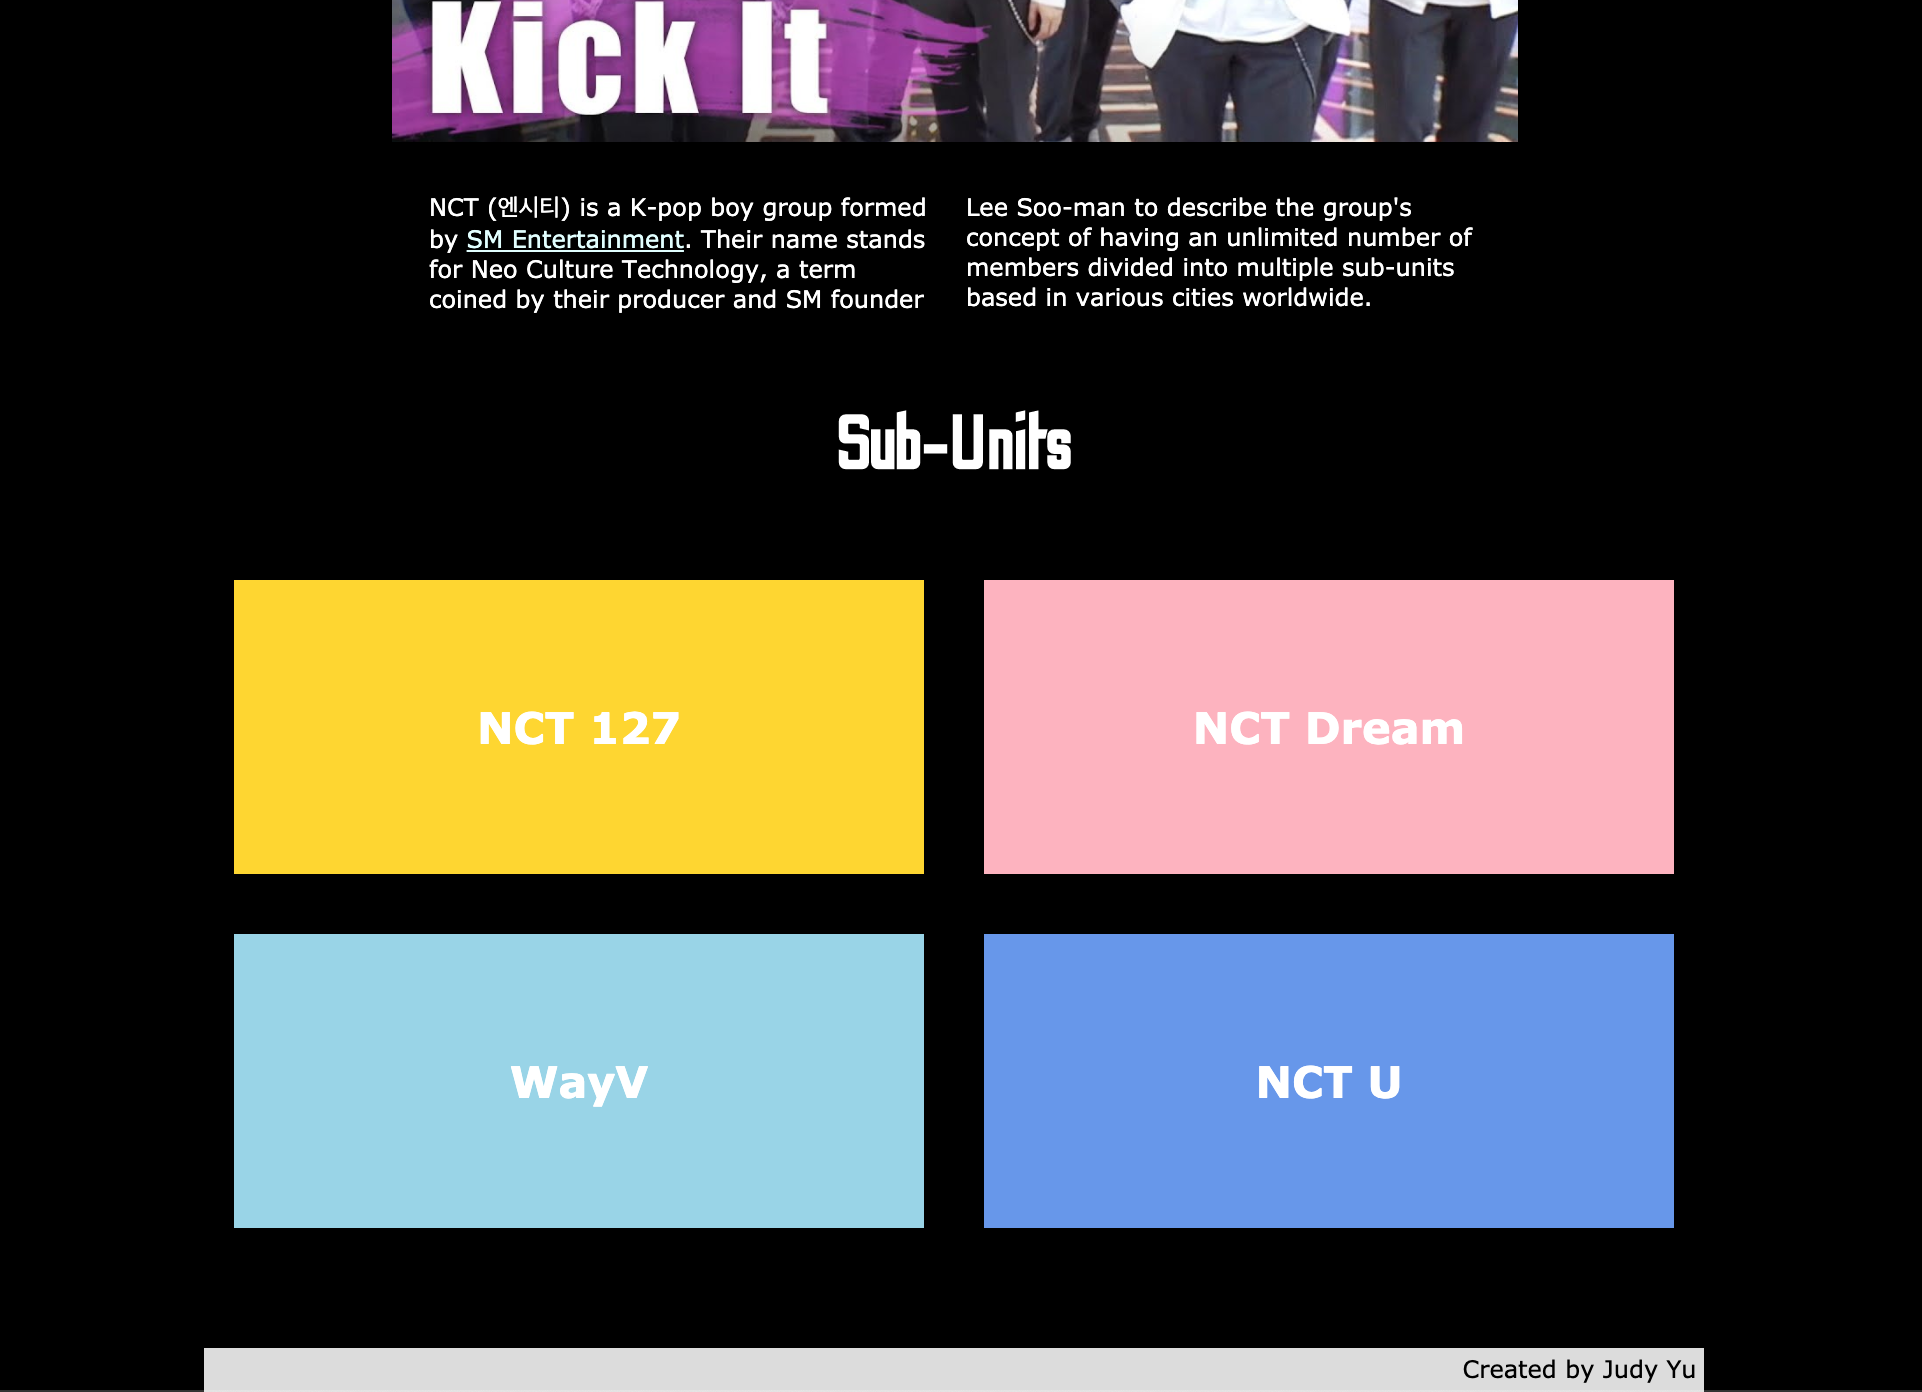 Kick It
NCT (엔시티) is a K-pop boy group formed
by SM Entertainment. Their name stands
for Neo Culture Technology, a term
coined by their producer and SM founder
Lee Soo-man to describe the group's
concept of having an unlimited number of
members divided into multiple sub-units
based in various cities worldwide.
Sub-Units
NCT 127
NCT Dream
WayV
NCT U
Created by Judy Yu